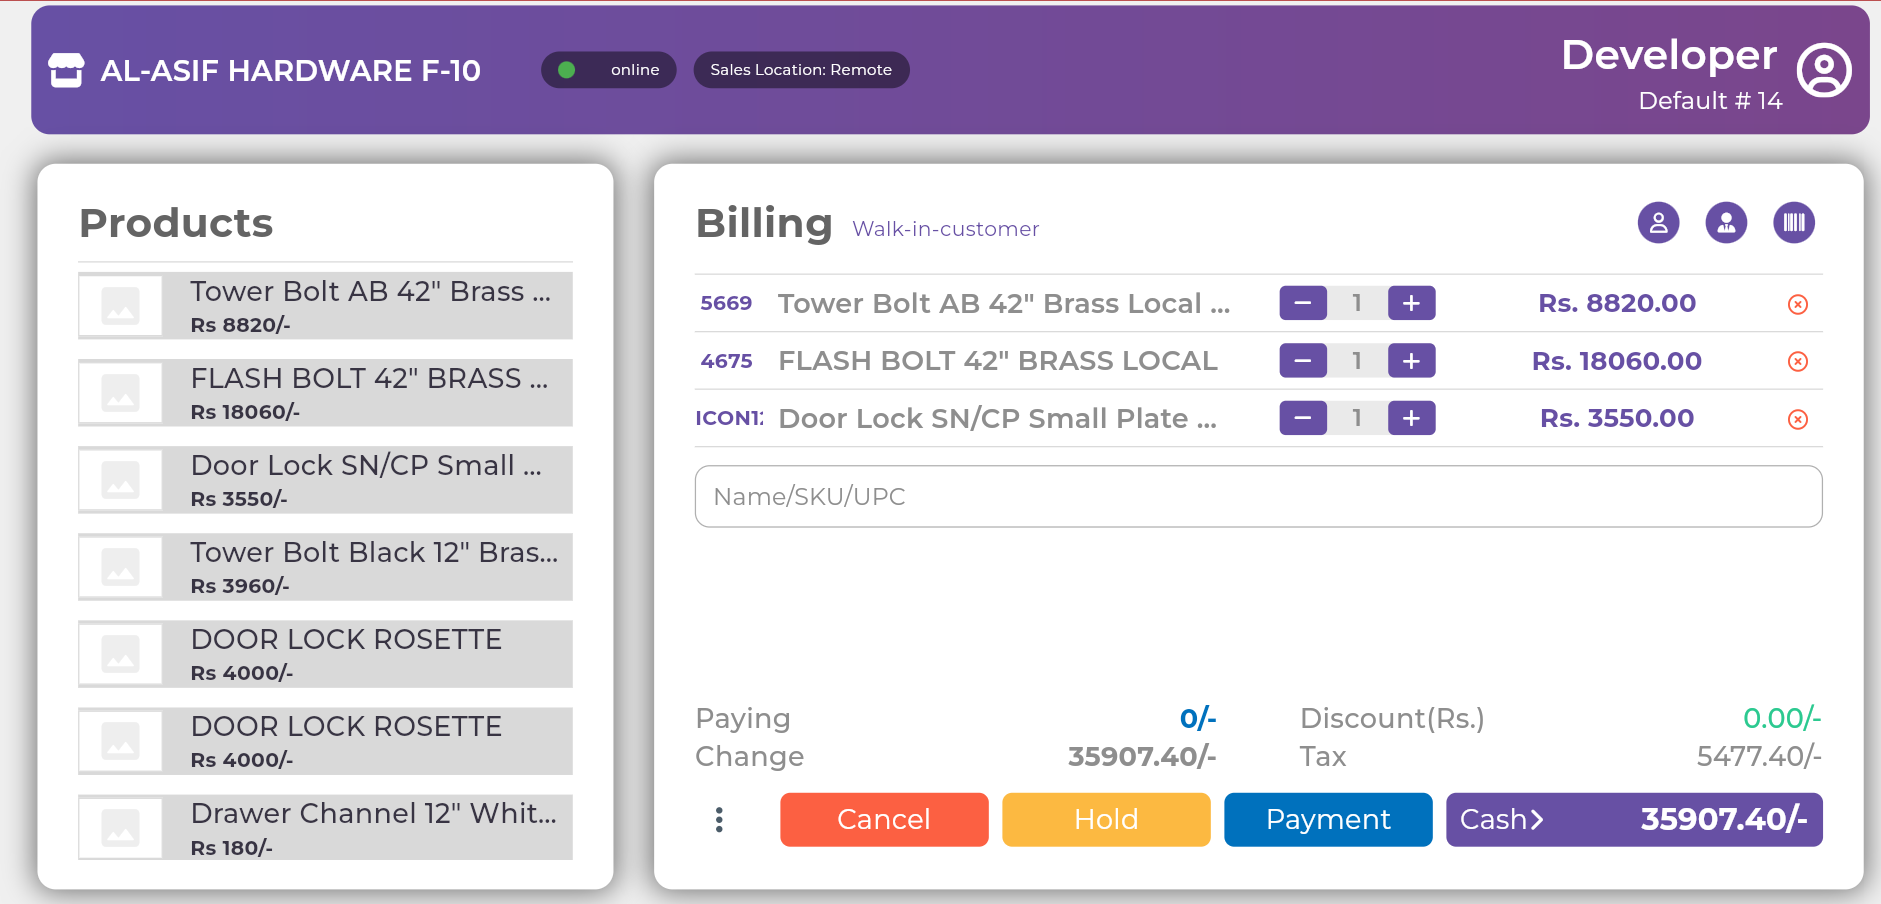 AL-ASIF HARDWARE F-10
online
Sales Location: Remote
Developer
Default # 14
Products
Tower Bolt AB 42" Brass ...
Rs 8820/-
FLASH BOLT 42" BRASS ...
Rs 18060/-
Door Lock SN/CP Small ...
Rs 3550/-
Tower Bolt Black 12" Bras...
Rs 3960/-
DOOR LOCK ROSETTE
Rs 4000/-
DOOR LOCK ROSETTE
Rs 4000/-
Drawer Channel 12" Whit...
Rs 180/-
Billing Walk-in-customer
5669 Tower Bolt AB 42" Brass Local ... − 1 + Rs. 8820.00
4675 FLASH BOLT 42" BRASS LOCAL − 1 + Rs. 18060.00
ICON1 Door Lock SN/CP Small Plate ... − 1 + Rs. 3550.00
Name/SKU/UPC
Paying 0/- Discount(Rs.) 0.00/-
Change 35907.40/- Tax 5477.40/-
Cancel Hold Payment Cash 35907.40/-